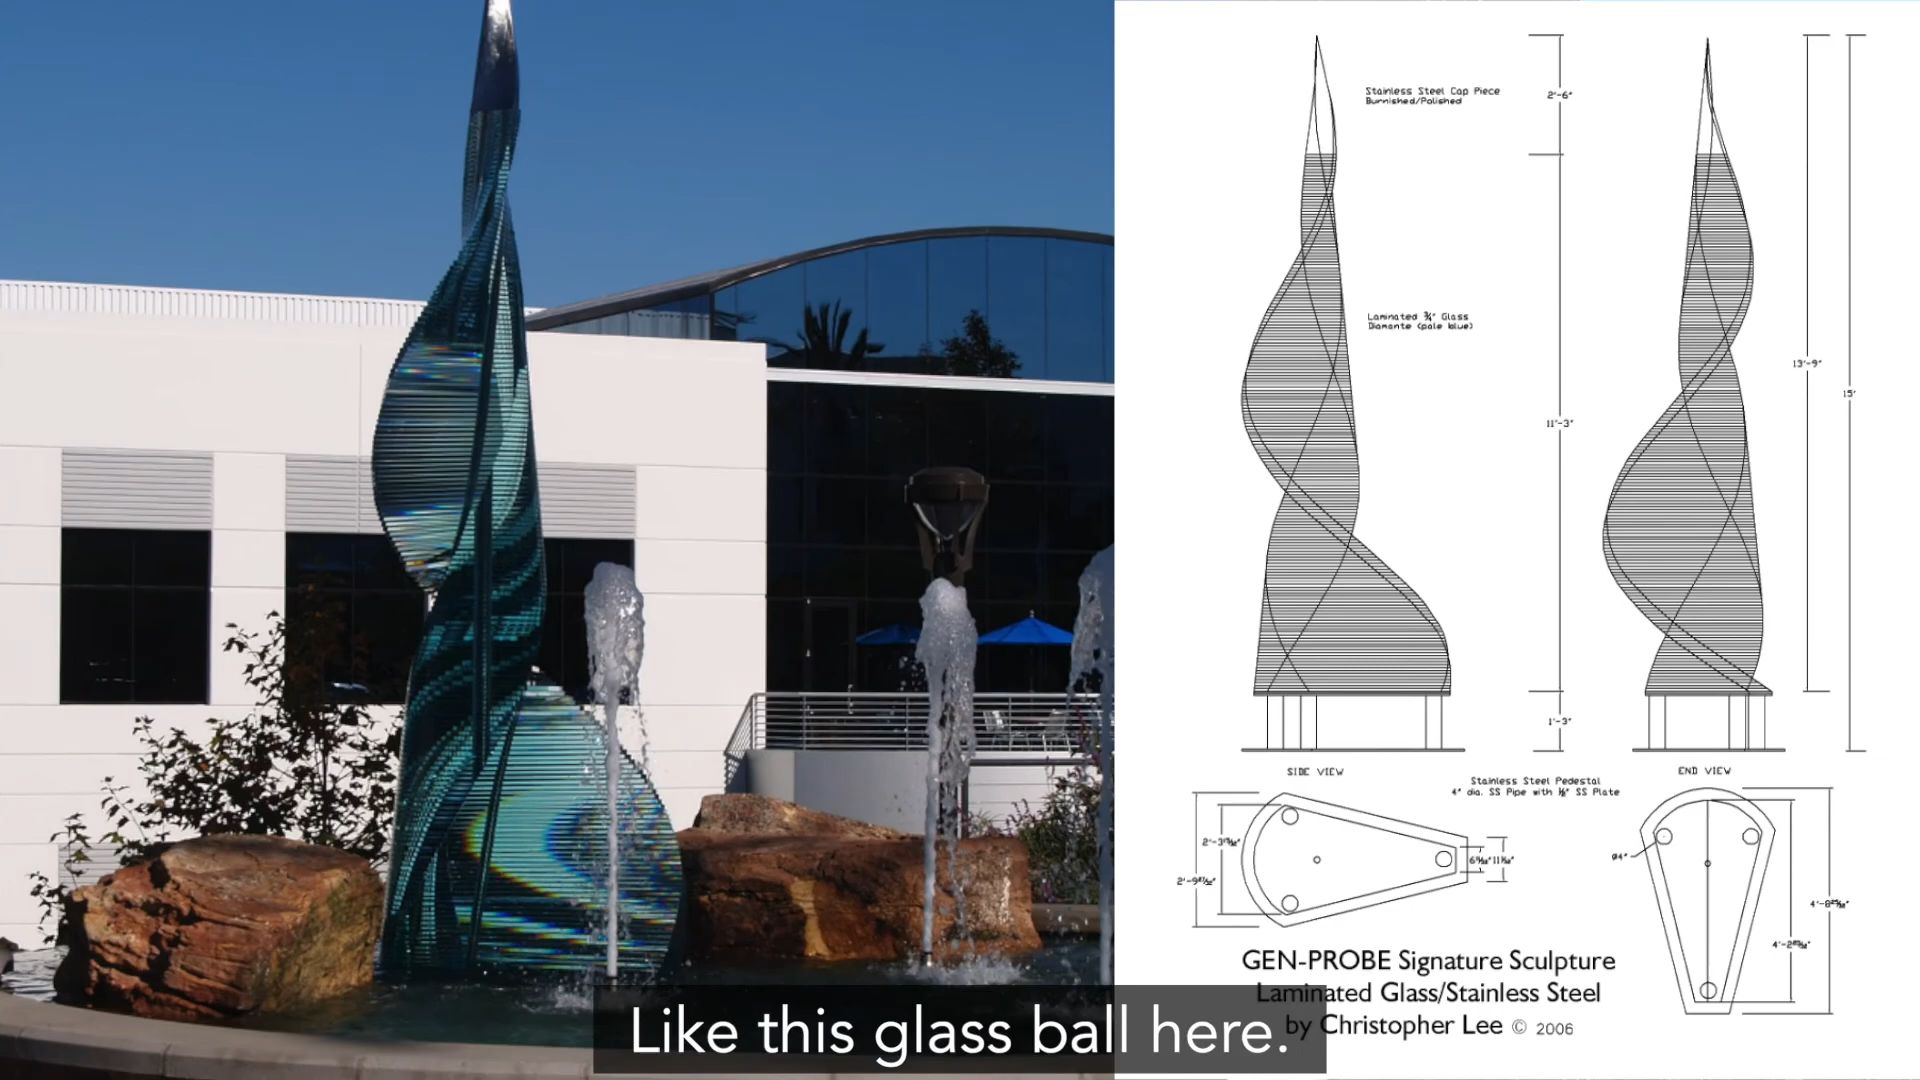 Stainless Steel Cap Piece
Burnished/Polished
2'-6"
Laminated ¾" Glass
Diamante (pale blue)
13'-9"
15'
11'-3"
1'-3"
SIDE VIEW
END VIEW
Stainless Steel Pedestal
4" dia. SS Pipe with ½" SS Plate
Ø4"
GEN-PROBE Signature Sculpture
Laminated Glass/Stainless Steel
by Christopher Lee © 2006
Like this glass ball here.